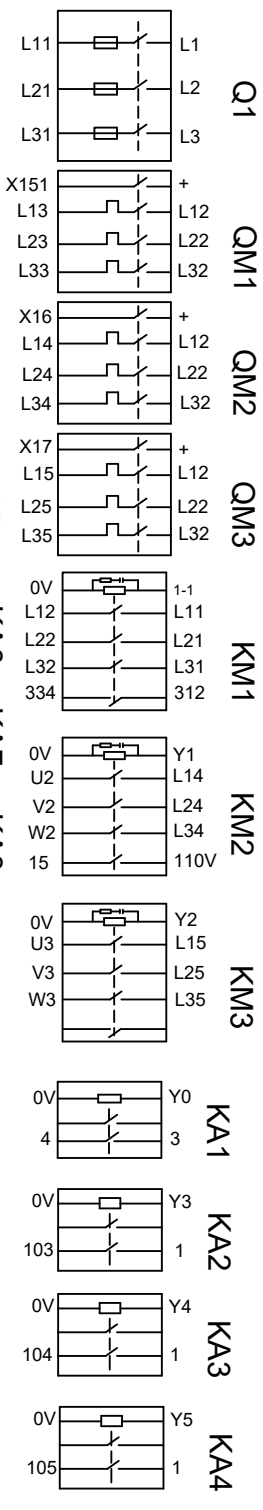 L11 L1
L21 L2
L31 L3
Q1
X151 +
L13 L12
L23 L22
L33 L32
QM1
X16 +
L14 L12
L24 L22
L34 L32
QM2
X17 +
L15 L12
L25 L22
L35 L32
QM3
0V 1-1
L12 L11
L22 L21
L32 L31
334 312
KM1
0V Y1
U2 L14
V2 L24
W2 L34
15 110V
KM2
0V Y2
U3 L15
V3 L25
W3 L35
KM3
0V Y0
4 3
KA1
0V Y3
103 1
KA2
0V Y4
104 1
KA3
0V Y5
105 1
KA4